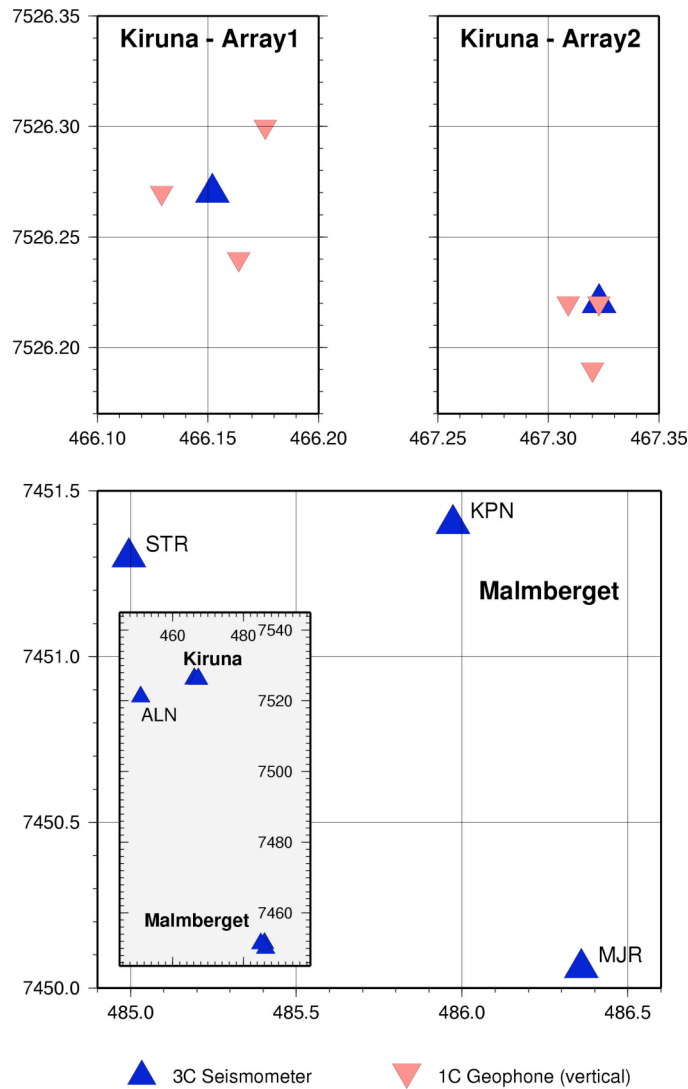 Kiruna - Array1
Kiruna - Array2
7526.35
7526.30
7526.25
7526.20
466.10 466.15 466.20
467.25 467.30 467.35
7451.5
7451.0
7450.5
7450.0
STR
KPN
Malmberget
MJR
460 480 7540
Kiruna
ALN
7520
7500
7480
7460
Malmberget
485.0 485.5 486.0 486.5
3C Seismometer
1C Geophone (vertical)